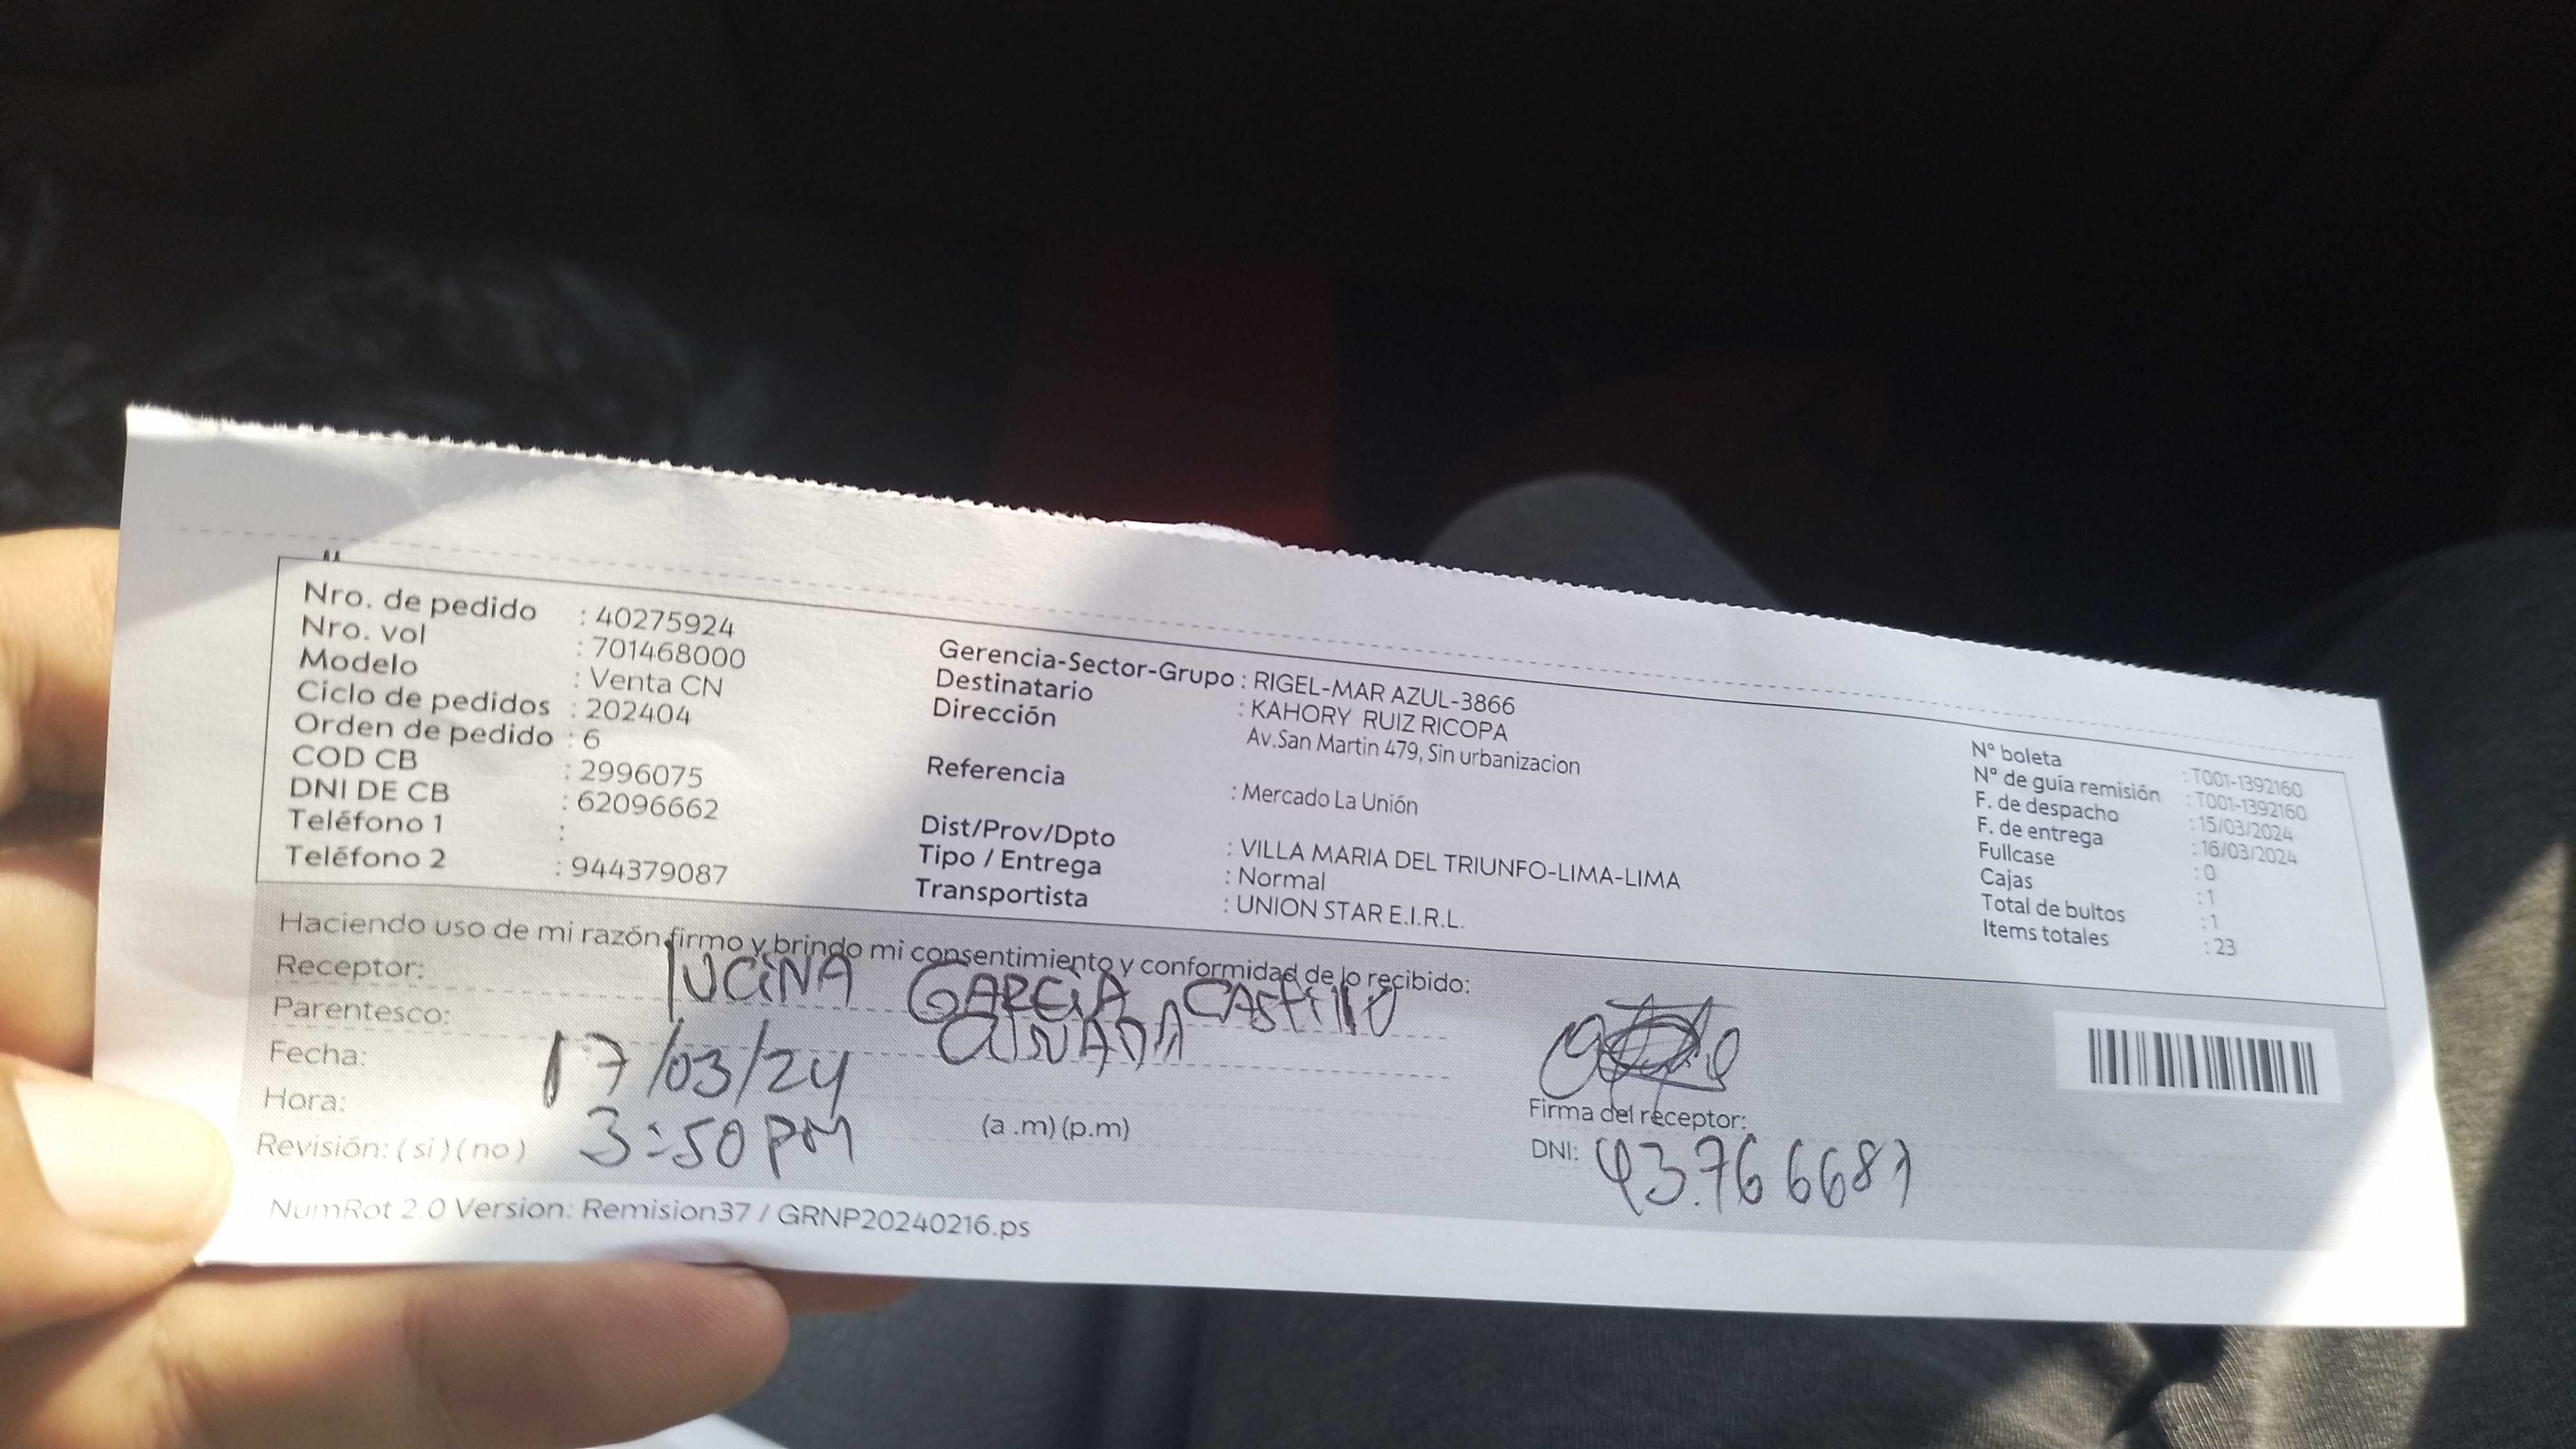 Nro. de pedido : 40275924
Nro. vol : 701468000
Modelo : Venta CN
Ciclo de pedidos : 202404
Orden de pedido : 6
COD CB : 2996075
DNI DE CB : 62096662
Teléfono 1 :
Teléfono 2 : 944379087
Gerencia-Sector-Grupo : RIGEL-MAR AZUL-3866
Destinatario : KAHORY RUIZ RICOPA
Dirección Av.San Martin 479, Sin urbanizacion
Referencia : Mercado La Unión
Dist/Prov/Dpto : VILLA MARIA DEL TRIUNFO-LIMA-LIMA
Tipo / Entrega : Normal
Transportista : UNION STAR E.I.R.L.
N° boleta : T001-1392160
N° de guía remisión : T001-1392160
F. de despacho : 15/03/2024
F. de entrega : 16/03/2024
Fullcase : 0
Cajas : 1
Total de bultos : 1
Items totales : 23
Haciendo uso de mi razón firmo y brindo mi consentimiento y conformidad de lo recibido:
Receptor: lUCiNA GARCiA CAStillO
Parentesco: CUÑADA
Fecha: 17/03/24
Hora: 3:50 PM (a .m) (p.m)
Revisión: ( si ) ( no )
Firma del receptor:
DNI: 43.766687
NumRot 2.0 Version: Remision37 / GRNP20240216.ps